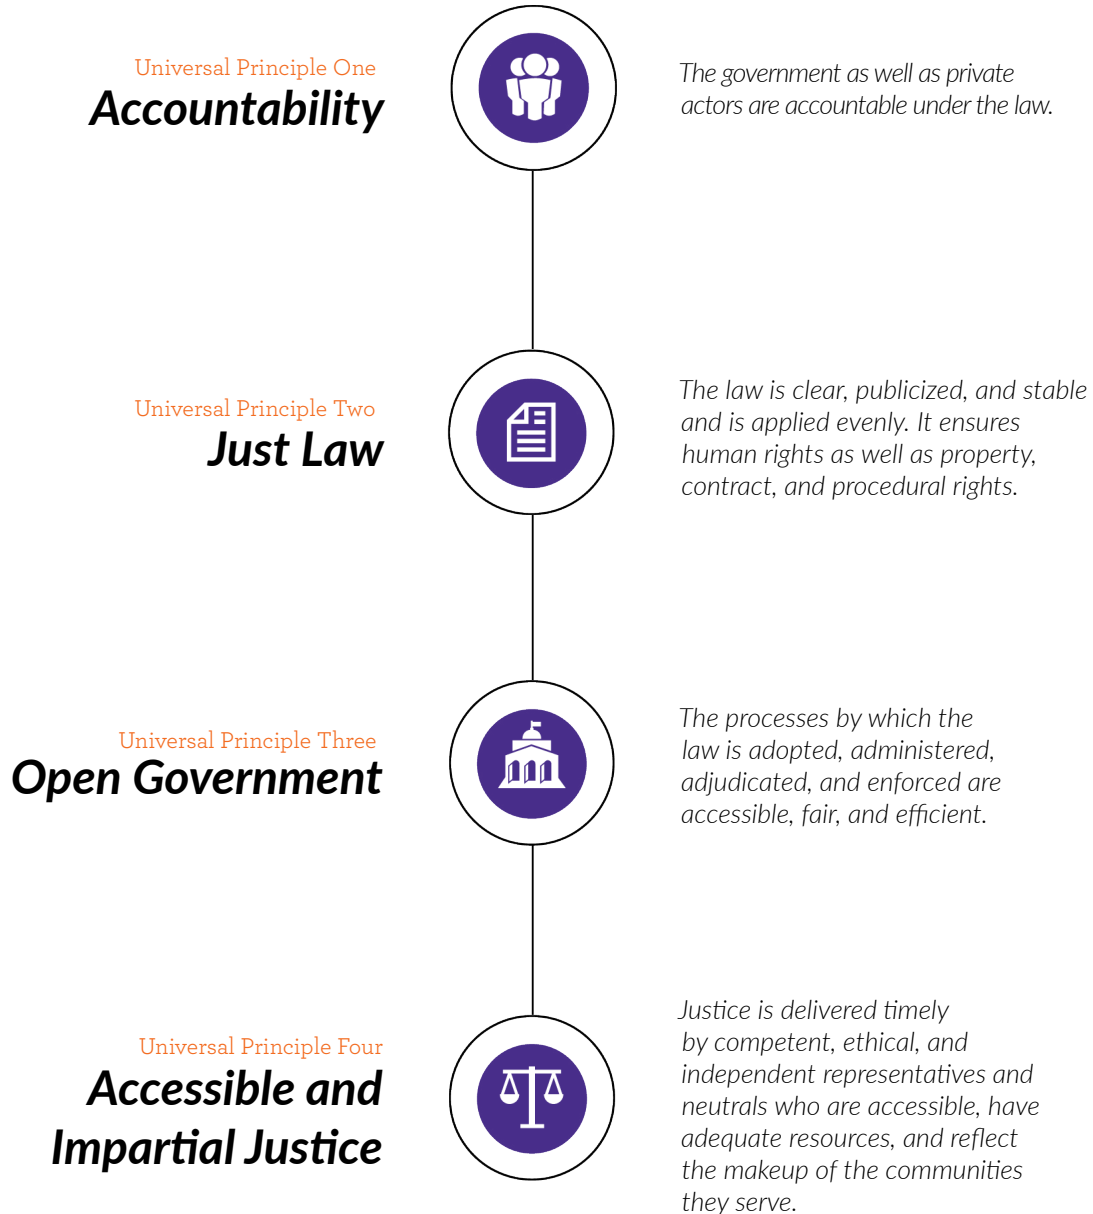 Universal Principle One
Accountability
The government as well as private
actors are accountable under the law.
Universal Principle Two
Just Law
The law is clear, publicized, and stable
and is applied evenly. It ensures
human rights as well as property,
contract, and procedural rights.
Universal Principle Three
Open Government
The processes by which the
law is adopted, administered,
adjudicated, and enforced are
accessible, fair, and efficient.
Universal Principle Four
Accessible and
Impartial Justice
Justice is delivered timely
by competent, ethical, and
independent representatives and
neutrals who are accessible, have
adequate resources, and reflect
the makeup of the communities
they serve.